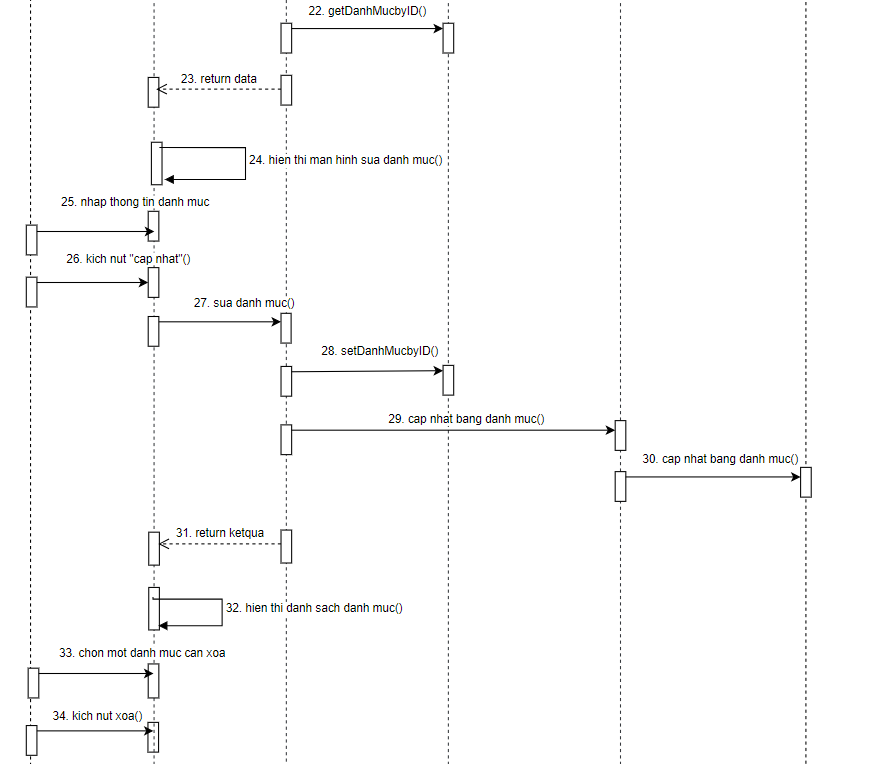 22. getDanhMucbyID()
23. return data
24. hien thi man hinh sua danh muc()
25. nhap thong tin danh muc
26. kich nut "cap nhat"()
27. sua danh muc()
28. setDanhMucbyID()
29. cap nhat bang danh muc()
30. cap nhat bang danh muc()
31. return ketqua
32. hien thi danh sach danh muc()
33. chon mot danh muc can xoa
34. kich nut xoa()